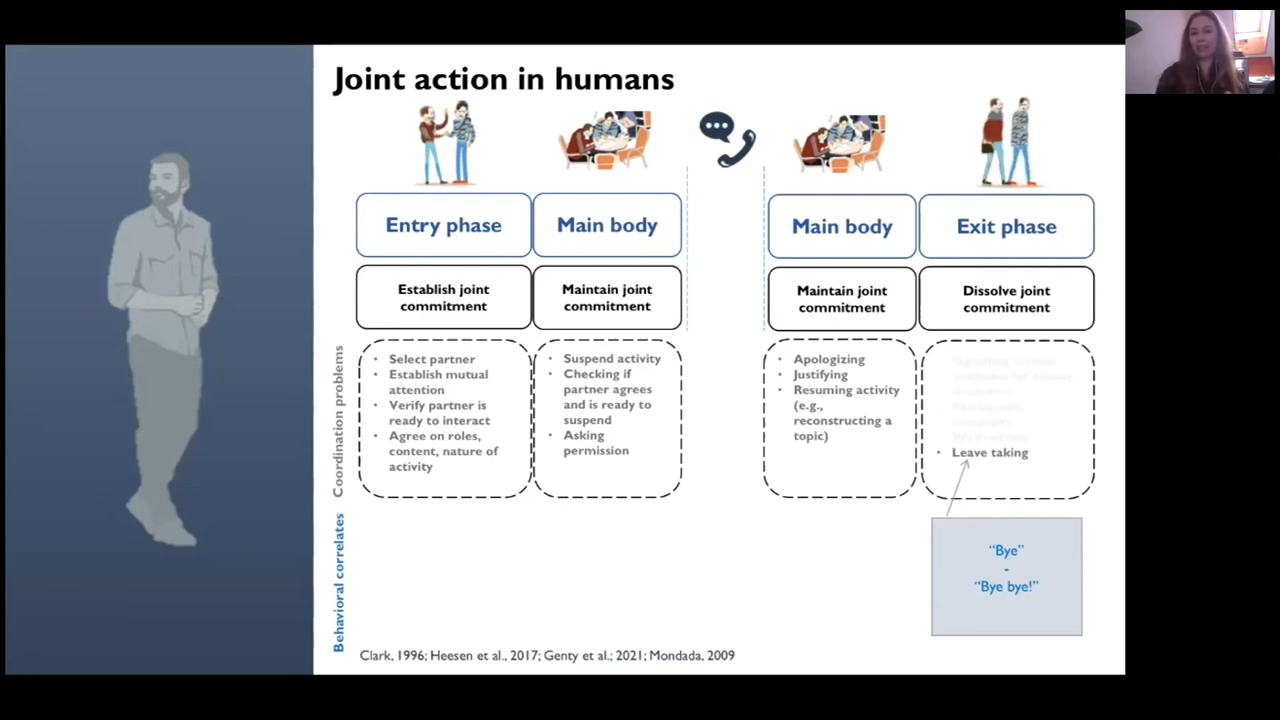 Joint action in humans
Entry phase
Main body
Main body
Exit phase
Establish joint
commitment
Maintain joint
commitment
Maintain joint
commitment
Dissolve joint
commitment
Coordination problems
• Select partner
• Establish mutual
attention
• Verify partner is
ready to interact
• Agree on roles,
content, nature of
activity
• Suspend activity
• Checking if
partner agrees
and is ready to
suspend
• Asking
permission
• Apologizing
• Justifying
• Resuming activity
(e.g.,
reconstructing a
topic)
• Leave taking
Behavioral correlates
“Bye”
-
“Bye bye!”
Clark, 1996; Heesen et al., 2017; Genty et al.; 2021; Mondada, 2009